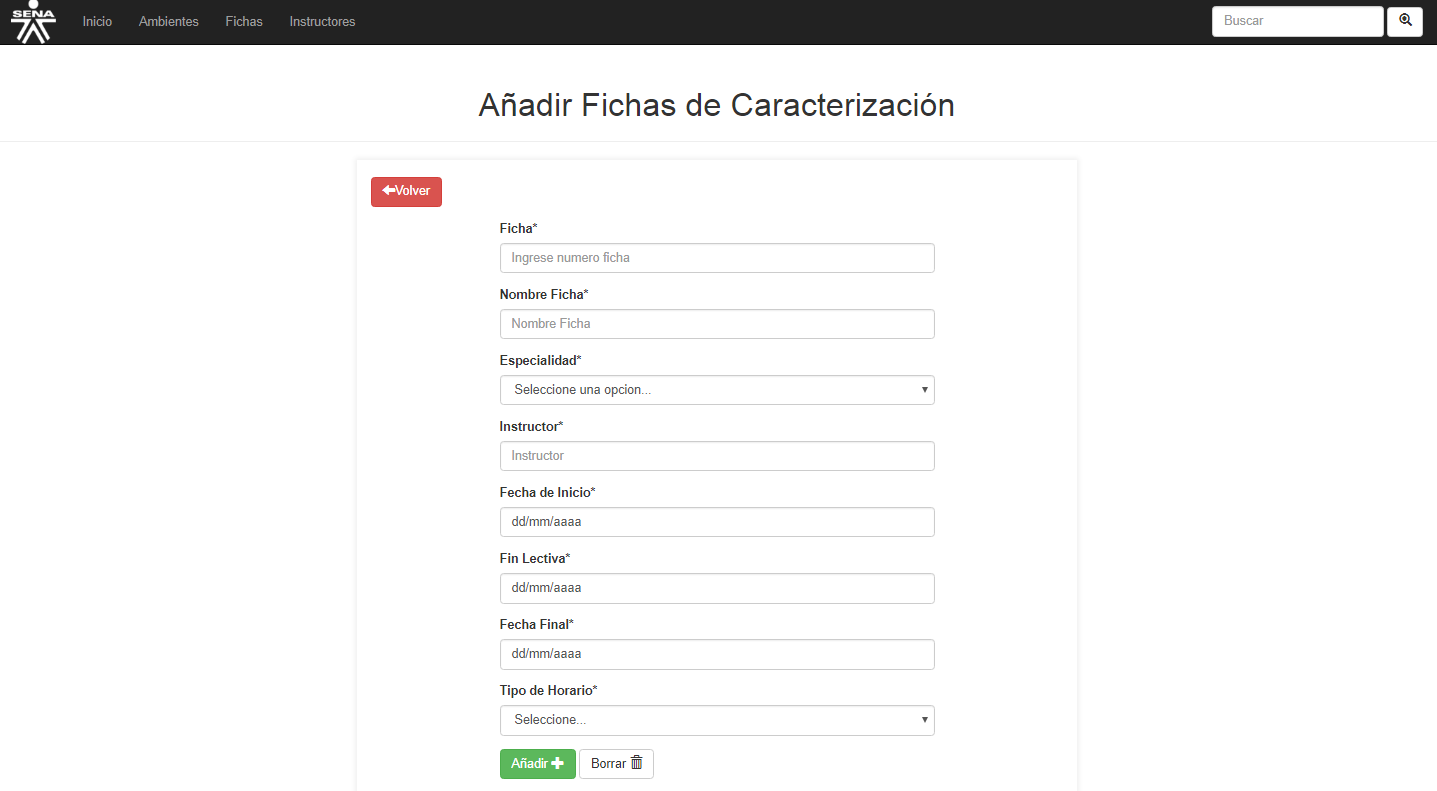 SENA
Inicio Ambientes Fichas Instructores Buscar
Añadir Fichas de Caracterización
Volver
Ficha*
Ingrese numero ficha
Nombre Ficha*
Nombre Ficha
Especialidad*
Seleccione una opcion...
Instructor*
Instructor
Fecha de Inicio*
dd/mm/aaaa
Fin Lectiva*
dd/mm/aaaa
Fecha Final*
dd/mm/aaaa
Tipo de Horario*
Seleccione...
Añadir Borrar